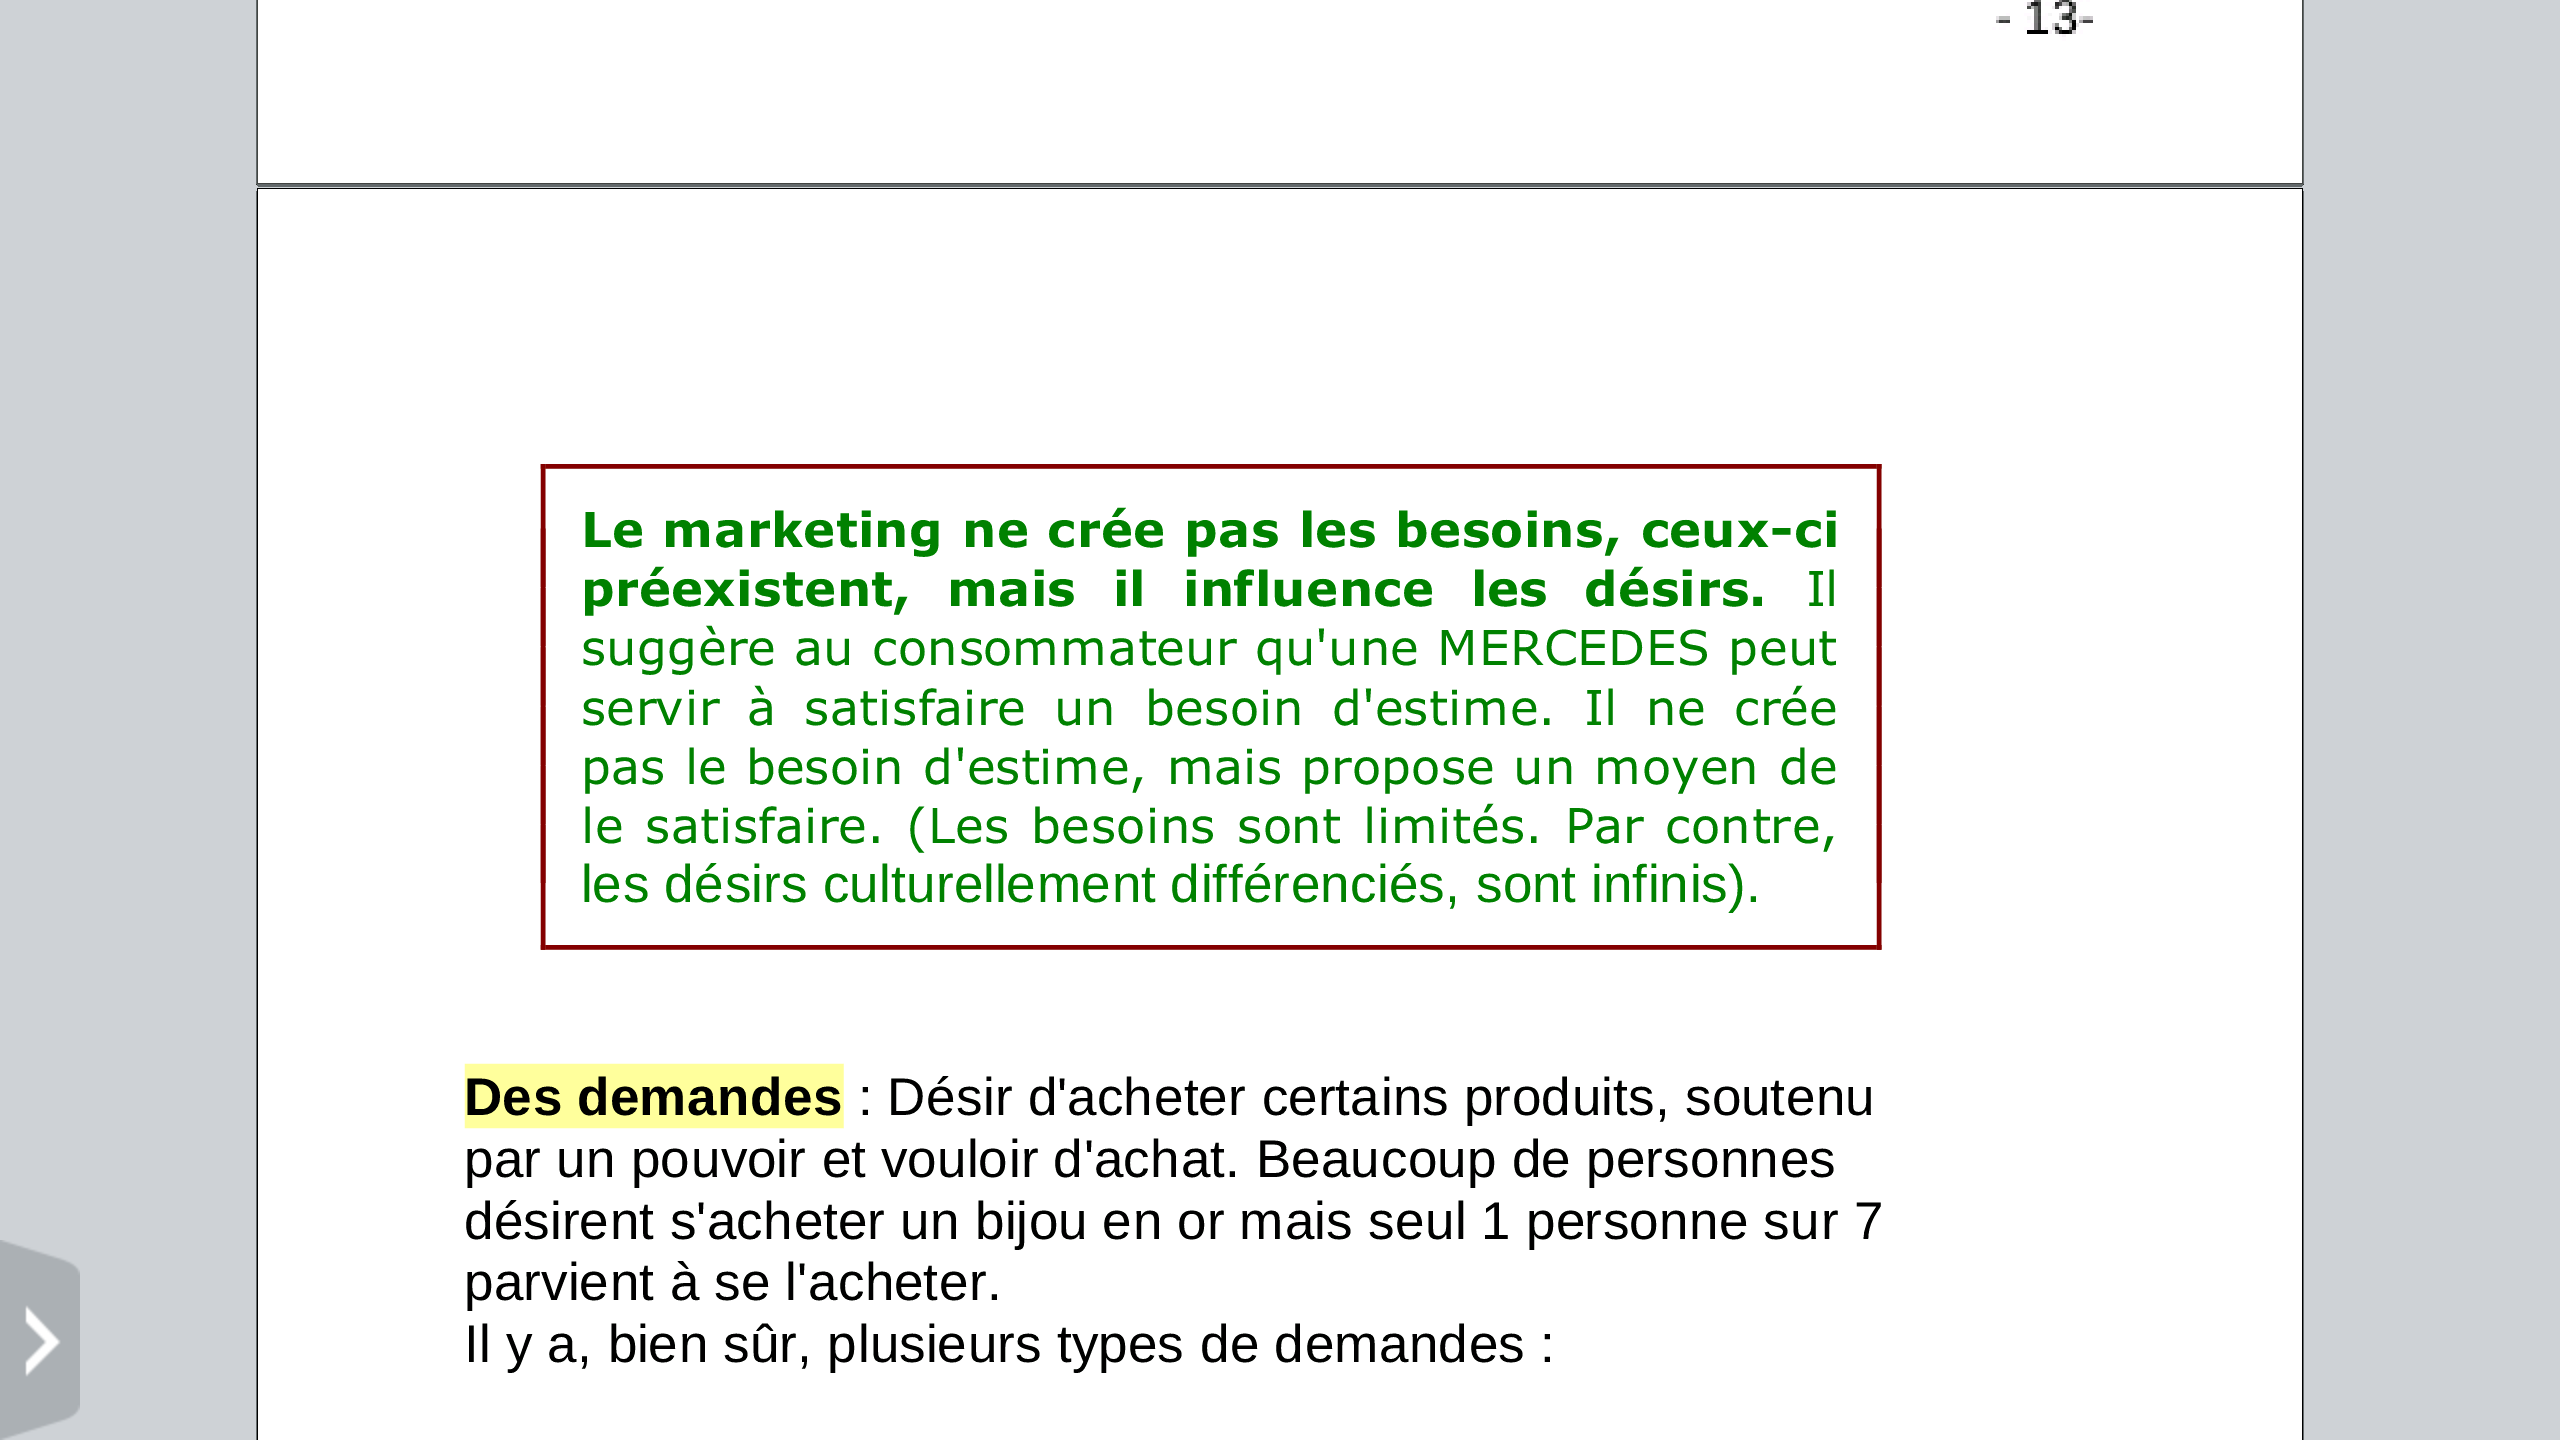 - 13-
Le marketing ne crée pas les besoins, ceux-ci
préexistent, mais il influence les désirs. Il
suggère au consommateur qu'une MERCEDES peut
servir à satisfaire un besoin d'estime. Il ne crée
pas le besoin d'estime, mais propose un moyen de
le satisfaire. (Les besoins sont limités. Par contre,
les désirs culturellement différenciés, sont infinis).
Des demandes : Désir d'acheter certains produits, soutenu
par un pouvoir et vouloir d'achat. Beaucoup de personnes
désirent s'acheter un bijou en or mais seul 1 personne sur 7
parvient à se l'acheter.
Il y a, bien sûr, plusieurs types de demandes :